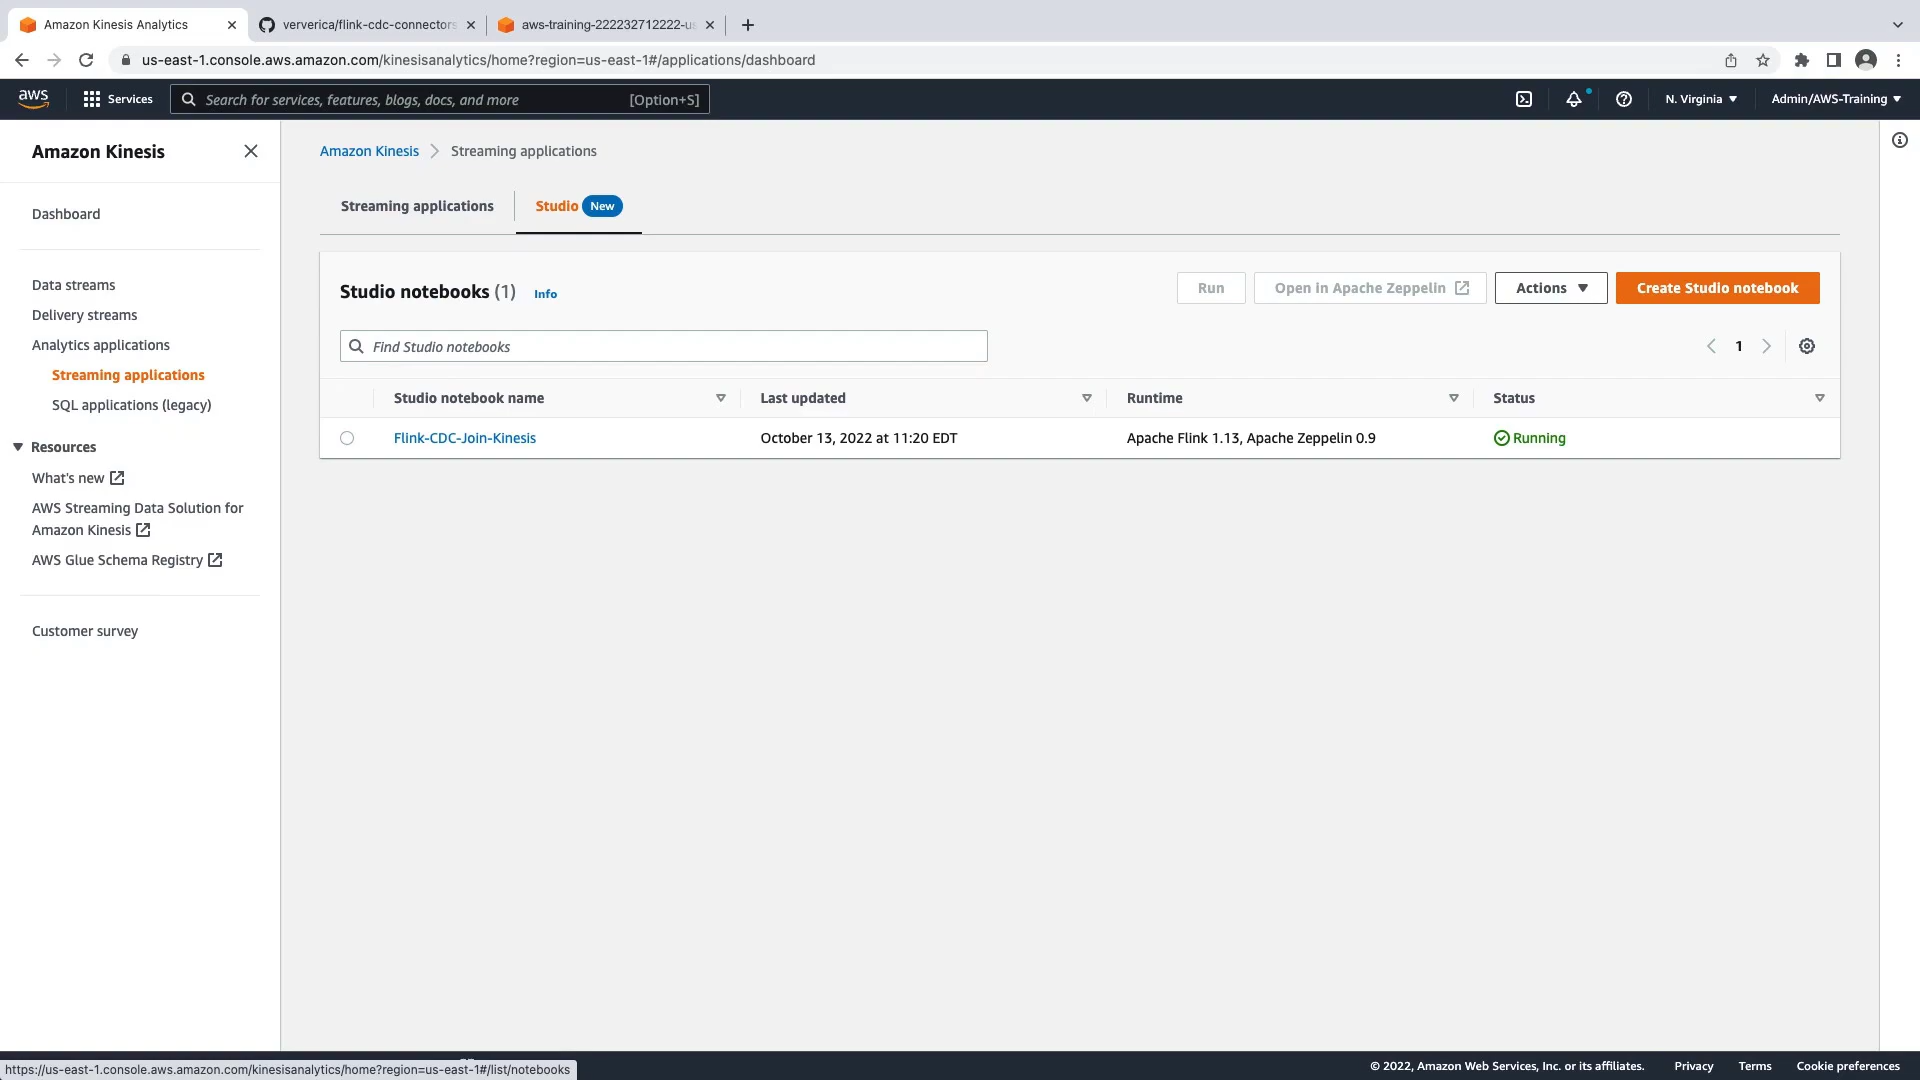 Amazon Kinesis Analytics
ververica/flink-cdc-connectors
aws-training-222232712222-us
us-east-1.console.aws.amazon.com/kinesisanalytics/home?region=us-east-1#/applications/dashboard
aws
Services
Search for services, features, blogs, docs, and more
[Option+S]
N. Virginia
Admin/AWS-Training
Amazon Kinesis
Dashboard
Data streams
Delivery streams
Analytics applications
Streaming applications
SQL applications (legacy)
Resources
What's new
AWS Streaming Data Solution for
Amazon Kinesis
AWS Glue Schema Registry
Customer survey
Amazon Kinesis
Streaming applications
Streaming applications
Studio New
Studio notebooks (1) Info
Run
Open in Apache Zeppelin
Actions
Create Studio notebook
Find Studio notebooks
1
Studio notebook name
Last updated
Runtime
Status
Flink-CDC-Join-Kinesis
October 13, 2022 at 11:20 EDT
Apache Flink 1.13, Apache Zeppelin 0.9
Running
https://us-east-1.console.aws.amazon.com/kinesisanalytics/home?region=us-east-1#/list/notebooks
© 2022, Amazon Web Services, Inc. or its affiliates.
Privacy
Terms
Cookie preferences